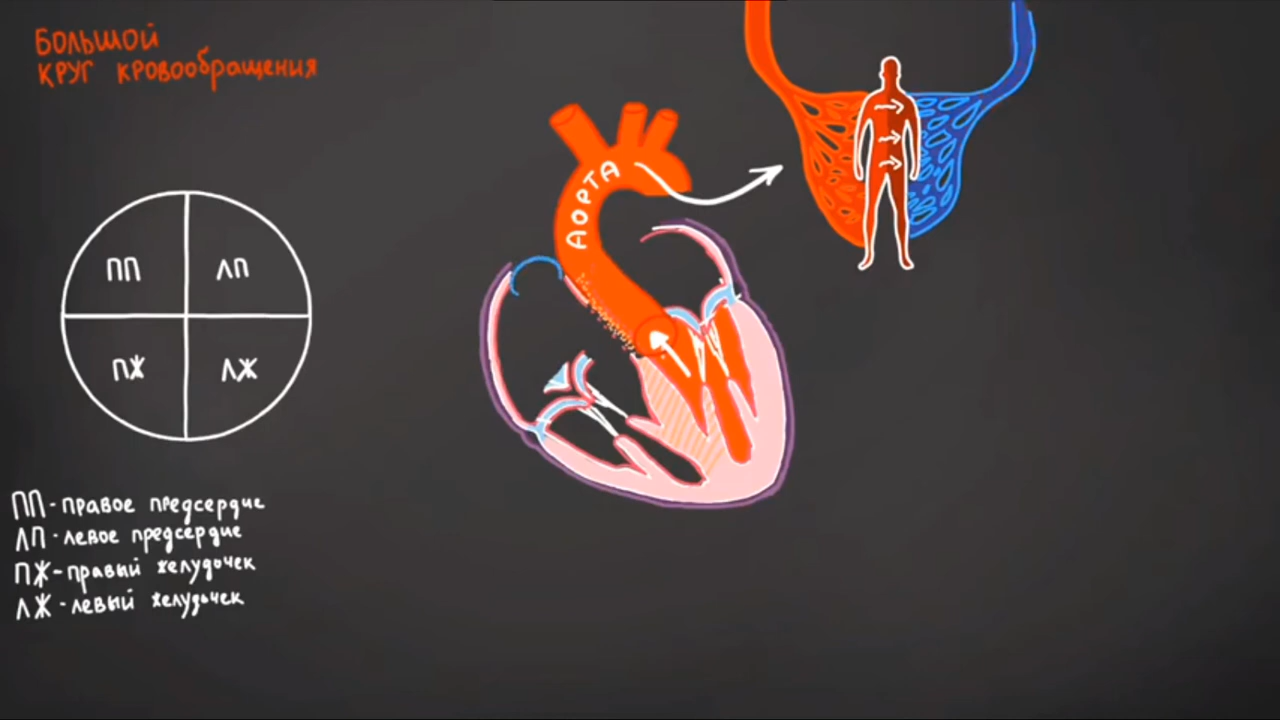 БОЛЬШОЙ
КРУГ КРОВООБРАЩЕНИЯ
АОРТА
ПП
ЛП
ПЖ
ЛЖ
ПП - правое предсердие
ЛП - левое предсердие
ПЖ - правый желудочек
ЛЖ - левый желудочек